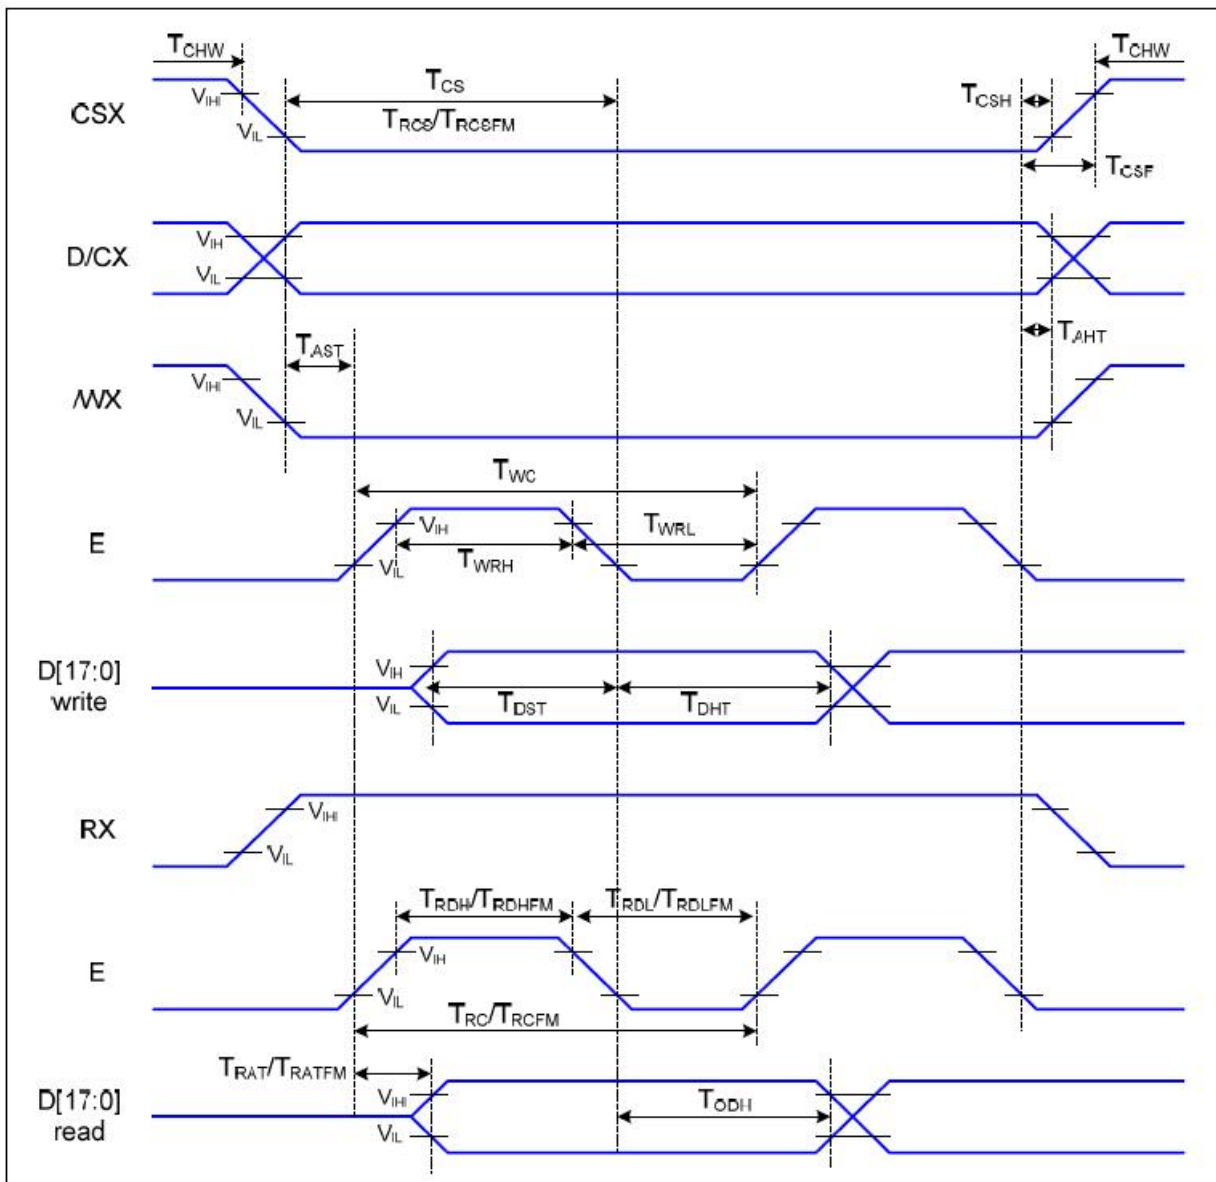 TCHW
TCHW
TCS
VIH
TCSH
CSX
TRCS/TRCSFM
VIL
TCSF
VIH
D/CX
VIL
TAST
TAHT
VIH
/WX
VIL
TWC
VIH
TWRL
E
TWRH
VIL
D[17:0]
write
VIH
TDST
TDHT
VIL
VIH
RX
VIL
TRDH/TRDHFM
TRDL/TRDLFM
VIH
E
VIL
TRC/TRCFM
TRAT/TRATFM
D[17:0]
read
VIH
TODH
VIL